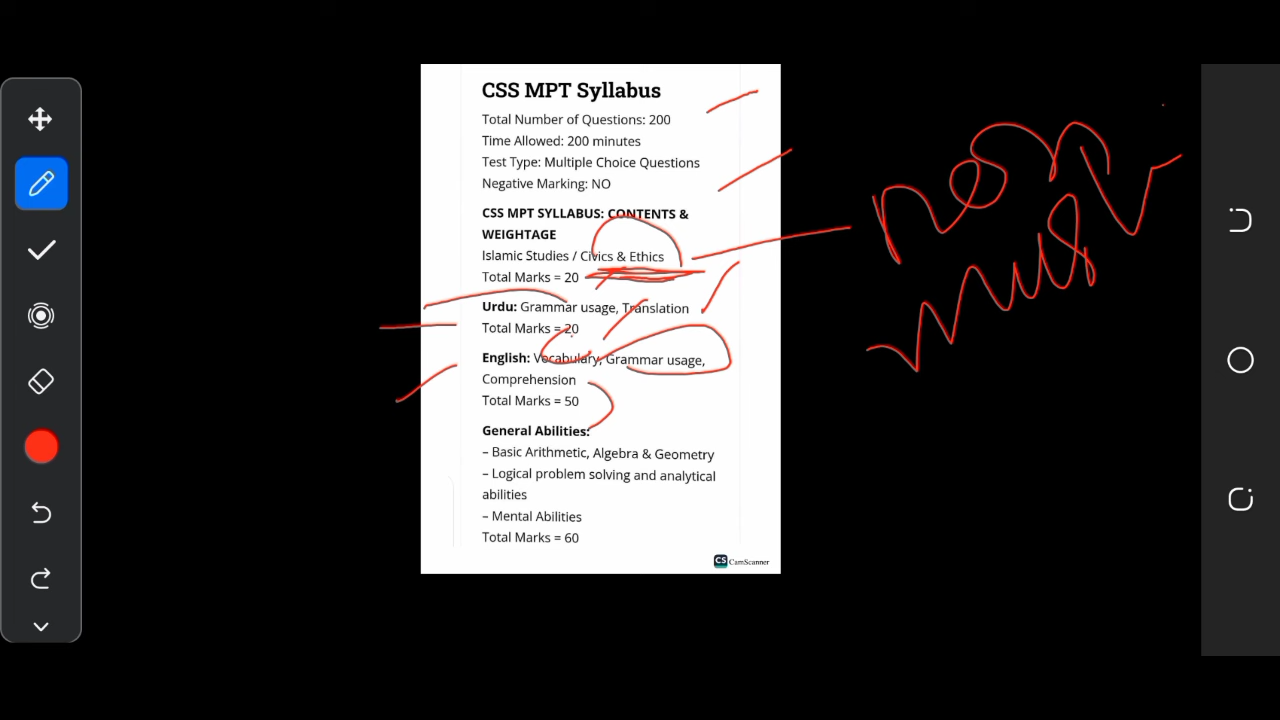 CSS MPT Syllabus
Total Number of Questions: 200
Time Allowed: 200 minutes
Test Type: Multiple Choice Questions
Negative Marking: NO
CSS MPT SYLLABUS: CONTENTS &
WEIGHTAGE
Islamic Studies / Civics & Ethics
Total Marks = 20
Urdu: Grammar usage, Translation
Total Marks = 20
English: Vocabulary, Grammar usage,
Comprehension
Total Marks = 50
General Abilities:
– Basic Arithmetic, Algebra & Geometry
– Logical problem solving and analytical
abilities
– Mental Abilities
Total Marks = 60
CS CamScanner